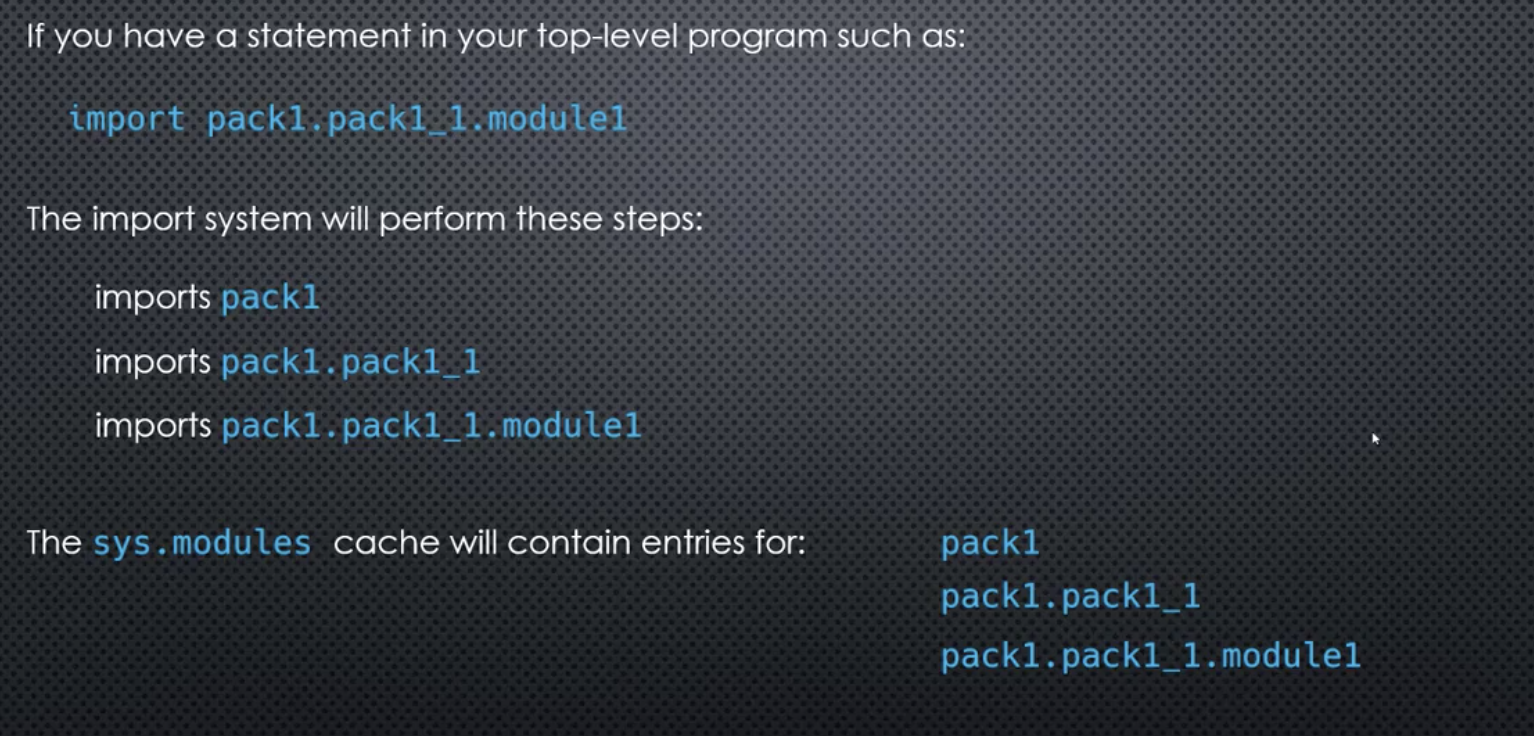 If you have a statement in your top-level program such as:
import pack1.pack1_1.module1
The import system will perform these steps:
imports pack1
imports pack1.pack1_1
imports pack1.pack1_1.module1
The sys.modules cache will contain entries for: pack1
pack1.pack1_1
pack1.pack1_1.module1